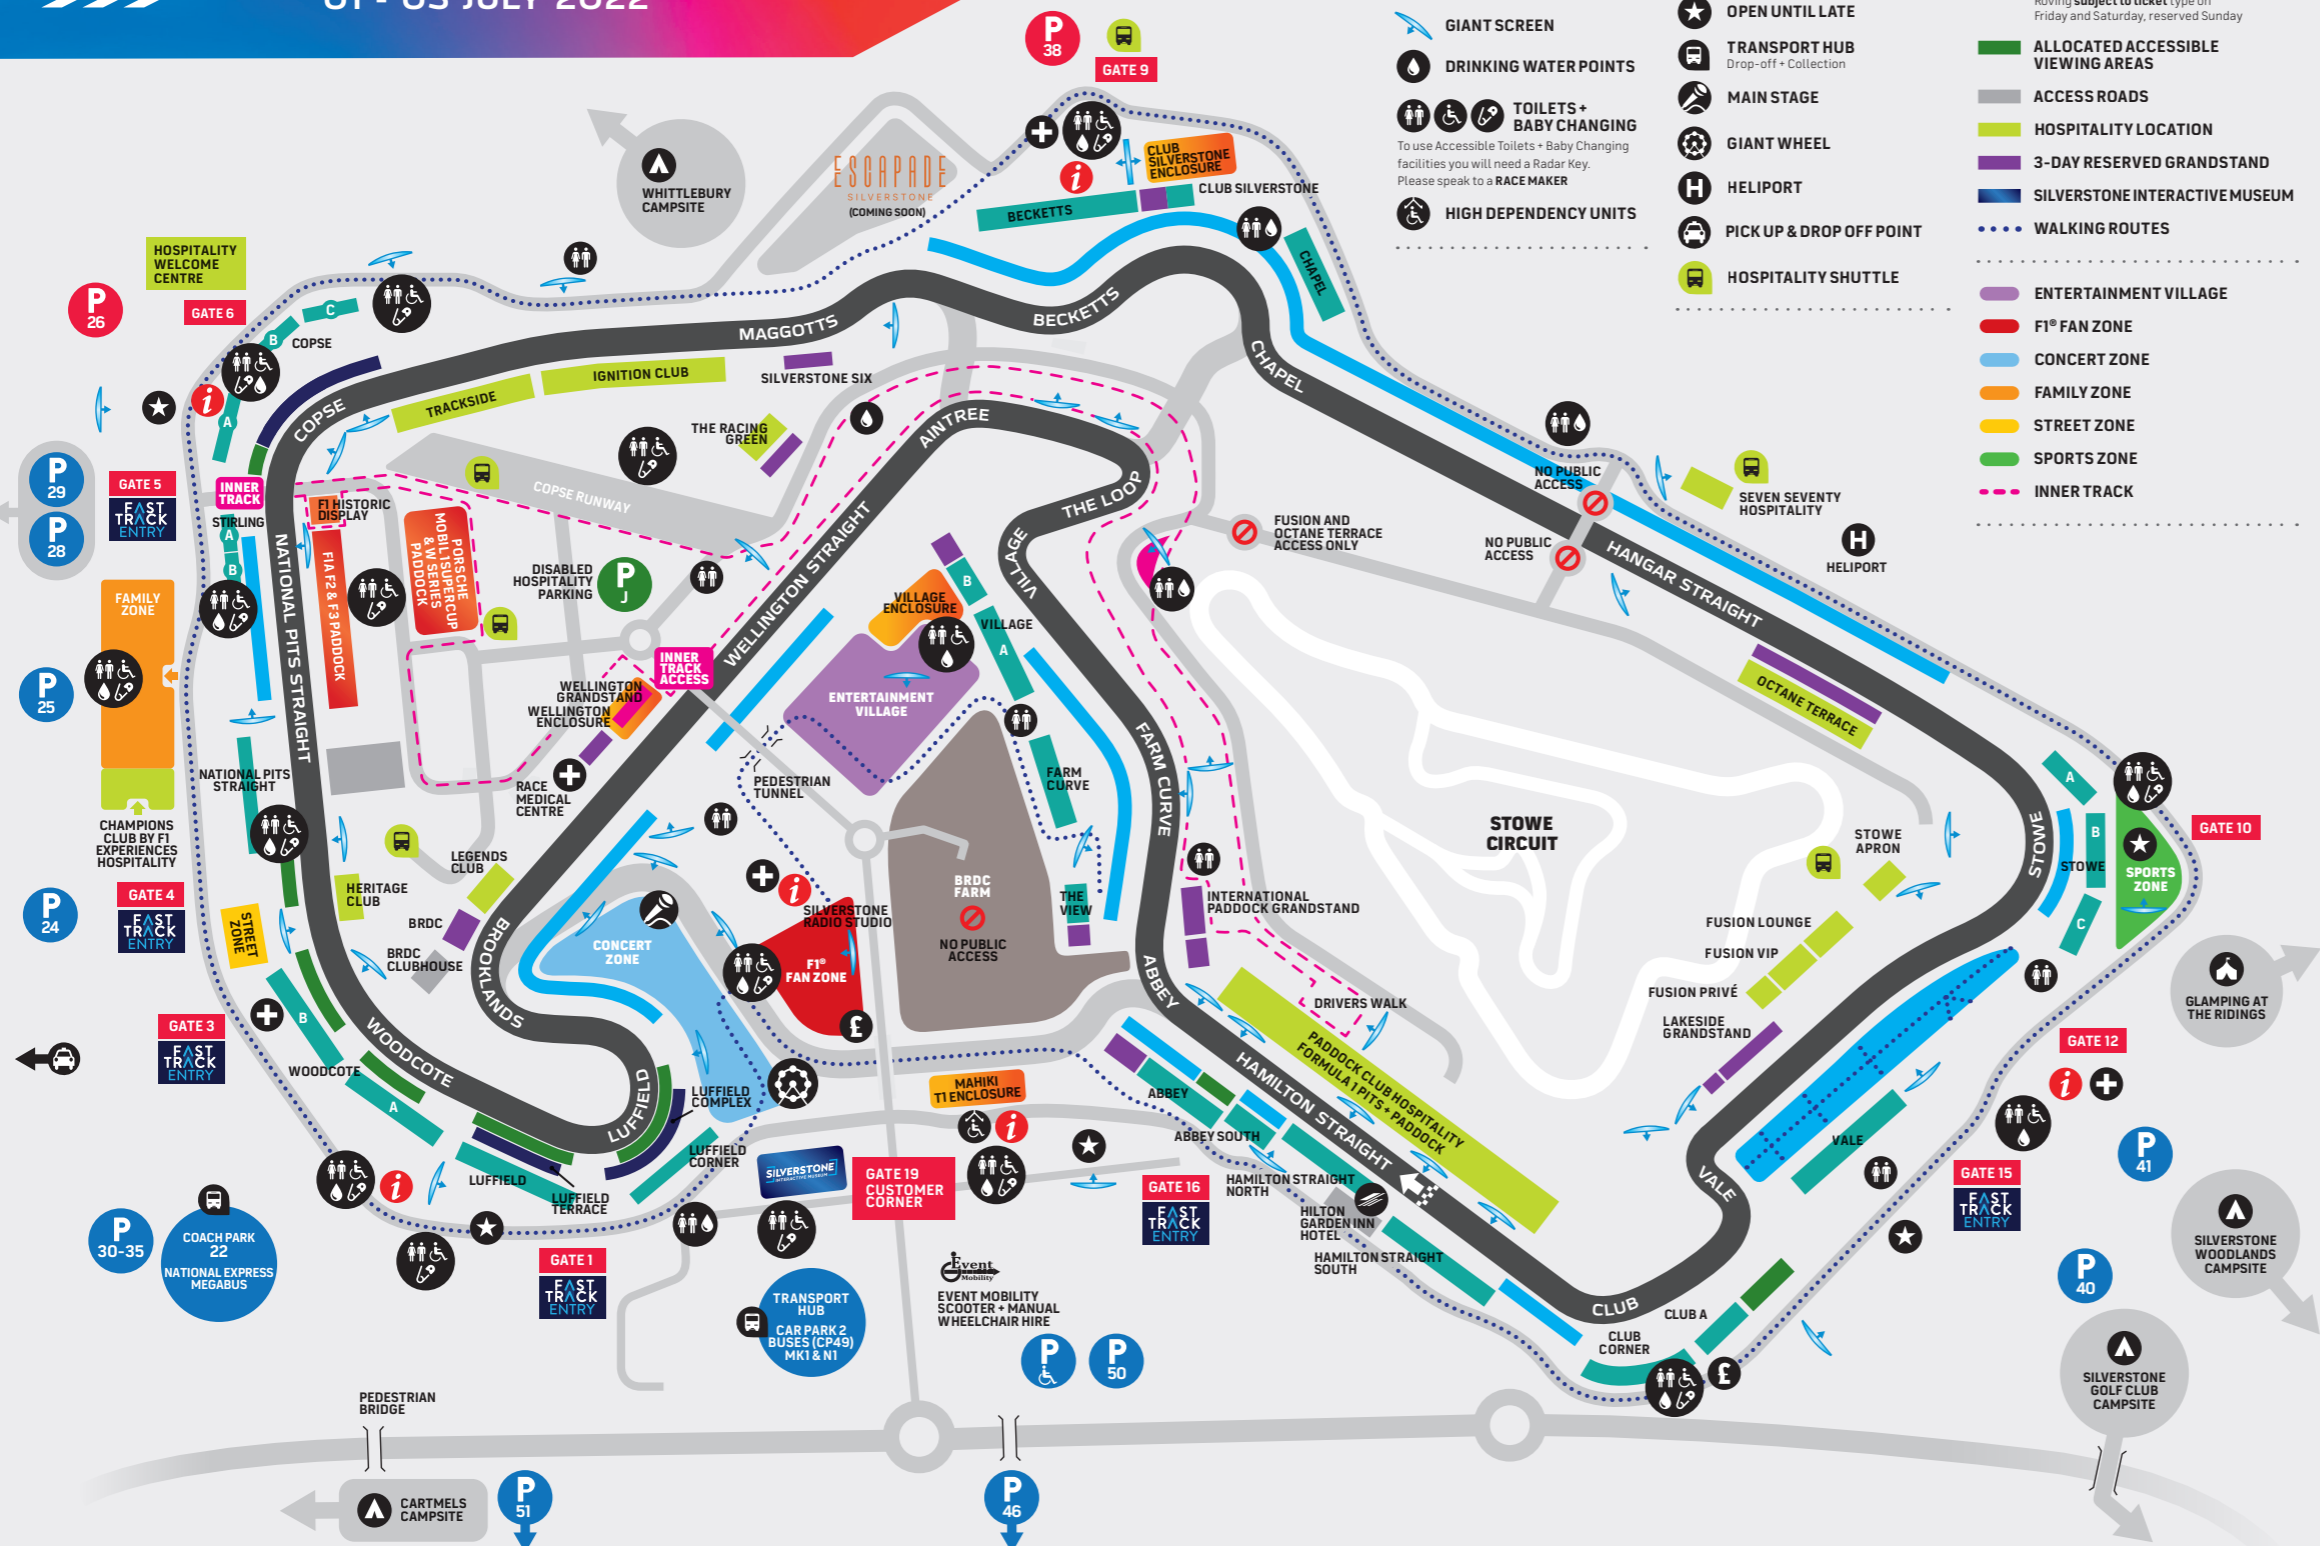 01 - 03 JULY 2022
P
38
GATE 9
GIANT SCREEN
DRINKING WATER POINTS
TOILETS +
BABY CHANGING
To use Accessible Toilets + Baby Changing
facilities you will need a Radar Key.
Please speak to a RACE MAKER
HIGH DEPENDENCY UNITS
OPEN UNTIL LATE
TRANSPORT HUB
Drop-off + Collection
MAIN STAGE
GIANT WHEEL
H
HELIPORT
PICK UP & DROP OFF POINT
HOSPITALITY SHUTTLE
Roving subject to ticket type on
Friday and Saturday, reserved Sunday
ALLOCATED ACCESSIBLE
VIEWING AREAS
ACCESS ROADS
HOSPITALITY LOCATION
3-DAY RESERVED GRANDSTAND
SILVERSTONE INTERACTIVE MUSEUM
WALKING ROUTES
ENTERTAINMENT VILLAGE
F1® FAN ZONE
CONCERT ZONE
FAMILY ZONE
STREET ZONE
SPORTS ZONE
INNER TRACK
WHITTLEBURY
CAMPSITE
ESCAPADE
SILVERSTONE
(COMING SOON)
i
CLUB
SILVERSTONE
ENCLOSURE
CLUB SILVERSTONE
BECKETTS
CHAPEL
HOSPITALITY
WELCOME
CENTRE
GATE 6
P
26
C
B
COPSE
i
A
COPSE
MAGGOTTS
BECKETTS
CHAPEL
TRACKSIDE
IGNITION CLUB
SILVERSTONE SIX
THE RACING
GREEN
COPSE RUNWAY
AINTREE
THE LOOP
VILLAGE
WELLINGTON STRAIGHT
P
29
P
28
GATE 5
FAST
TRACK
ENTRY
INNER
TRACK
STIRLING
A
B
F1 HISTORIC
DISPLAY
FIA F2 & F3 PADDOCK
PORSCHE
MOBIL 1 SUPERCUP
& W SERIES
PADDOCK
NATIONAL PITS STRAIGHT
DISABLED
HOSPITALITY
PARKING
P
J
INNER
TRACK
ACCESS
WELLINGTON
GRANDSTAND
WELLINGTON
ENCLOSURE
RACE
MEDICAL
CENTRE
B
VILLAGE
ENCLOSURE
VILLAGE
A
ENTERTAINMENT
VILLAGE
PEDESTRIAN
TUNNEL
FARM
CURVE
FARM CURVE
FUSION AND
OCTANE TERRACE
ACCESS ONLY
NO PUBLIC
ACCESS
NO PUBLIC
ACCESS
SEVEN SEVENTY
HOSPITALITY
H
HELIPORT
HANGAR STRAIGHT
OCTANE TERRACE
FAMILY
ZONE
P
25
NATIONAL PITS
STRAIGHT
CHAMPIONS
CLUB BY F1
EXPERIENCES
HOSPITALITY
P
24
GATE 4
FAST
TRACK
ENTRY
STREET
ZONE
HERITAGE
CLUB
LEGENDS
CLUB
BRDC
BRDC
CLUBHOUSE
BROOKLANDS
CONCERT
ZONE
i
SILVERSTONE
RADIO STUDIO
F1®
FAN ZONE
£
BRDC
FARM
NO PUBLIC
ACCESS
THE
VIEW
ABBEY
INTERNATIONAL
PADDOCK GRANDSTAND
DRIVERS WALK
STOWE
CIRCUIT
STOWE
APRON
FUSION LOUNGE
FUSION VIP
FUSION PRIVÉ
LAKESIDE
GRANDSTAND
STOWE
A
B
STOWE
C
SPORTS
ZONE
GATE 10
GLAMPING AT
THE RIDINGS
GATE 12
i
P
41
VALE
VALE
GATE 15
FAST
TRACK
ENTRY
SILVERSTONE
WOODLANDS
CAMPSITE
P
40
SILVERSTONE
GOLF CLUB
CAMPSITE
GATE 3
FAST
TRACK
ENTRY
B
WOODCOTE
WOODCOTE
A
LUFFIELD
LUFFIELD
COMPLEX
LUFFIELD
CORNER
LUFFIELD
LUFFIELD
TERRACE
i
MAHIKI
T1 ENCLOSURE
i
ABBEY
ABBEY SOUTH
HAMILTON STRAIGHT
PADDOCK CLUB HOSPITALITY
FORMULA 1 PITS + PADDOCK
HAMILTON STRAIGHT
NORTH
HILTON
GARDEN INN
HOTEL
HAMILTON STRAIGHT
SOUTH
CLUB
CLUB A
CLUB
CORNER
£
SILVERSTONE
INTERACTIVE MUSEUM
GATE 19
CUSTOMER
CORNER
GATE 16
FAST
TRACK
ENTRY
P
30-35
COACH PARK
22
NATIONAL EXPRESS
MEGABUS
GATE 1
FAST
TRACK
ENTRY
TRANSPORT
HUB
CAR PARK 2
BUSES (CP49)
MK1 & N1
Event
Mobility
EVENT MOBILITY
SCOOTER + MANUAL
WHEELCHAIR HIRE
P
P
50
PEDESTRIAN
BRIDGE
CARTMELS
CAMPSITE
P
51
P
46